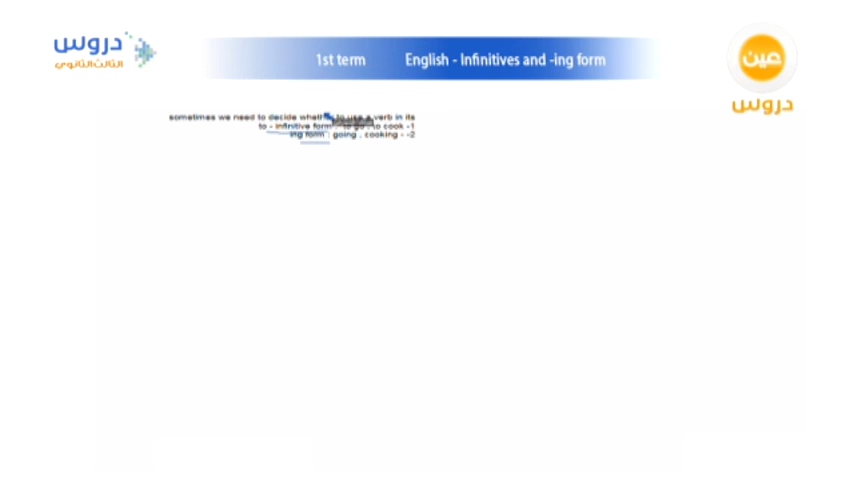 دروس
الثالث الثانوي
1st term English - Infinitives and -ing form
عين
دروس
sometimes we need to decide whether to use a verb in its
to - infinitive form : to go , to cook -1
ing form : going , cooking - -2